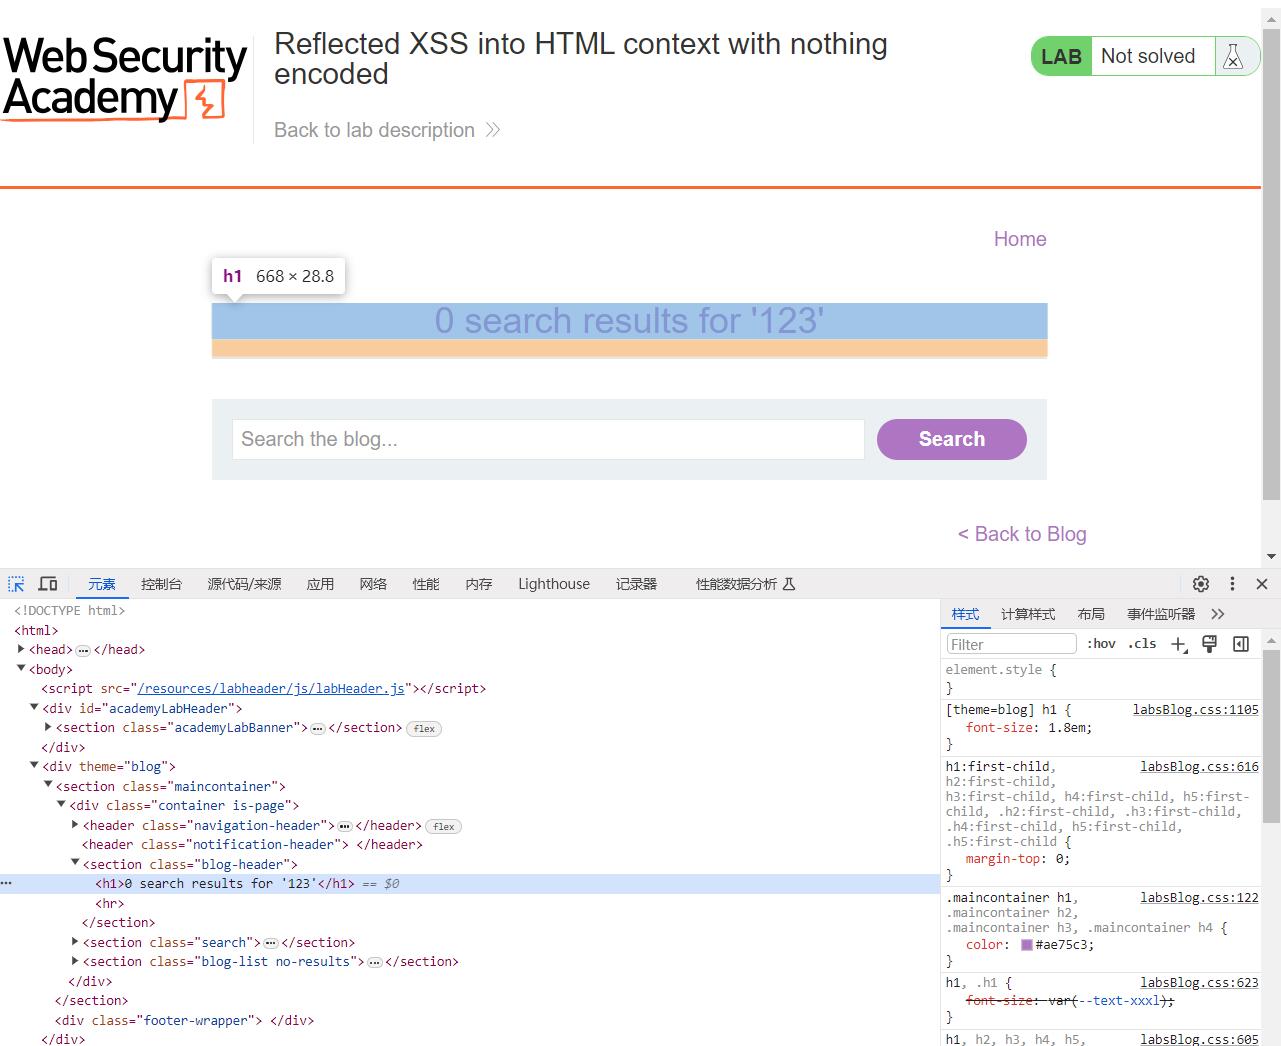 Web Security
Academy
Reflected XSS into HTML context with nothing
encoded
Back to lab description
LAB Not solved
Home
h1 668 × 28.8
0 search results for '123'
Search the blog...
Search
< Back to Blog
元素 控制台 源代码/来源 应用 网络 性能 内存 Lighthouse 记录器 性能数据分析
<!DOCTYPE html>
<html>
<head> ⋯ </head>
<body>
<script src="/resources/labheader/js/labHeader.js"></script>
<div id="academyLabHeader">
<section class="academyLabBanner"> ⋯ </section> flex
</div>
<div theme="blog">
<section class="maincontainer">
<div class="container is-page">
<header class="navigation-header"> ⋯ </header> flex
<header class="notification-header"> </header>
<section class="blog-header">
<h1>0 search results for '123'</h1> == $0
<hr>
</section>
<section class="search"> ⋯ </section>
<section class="blog-list no-results"> ⋯ </section>
</div>
</section>
<div class="footer-wrapper"> </div>
</div>
样式 计算样式 布局 事件监听器
Filter :hov .cls
element.style {
}
[theme=blog] h1 { labsBlog.css:1105
font-size: 1.8em;
}
h1:first-child, labsBlog.css:616
h2:first-child,
h3:first-child, h4:first-child, h5:first-
child, .h2:first-child, .h3:first-child,
.h4:first-child, h5:first-child,
.h5:first-child {
margin-top: 0;
}
.maincontainer h1, labsBlog.css:122
.maincontainer h2,
.maincontainer h3, .maincontainer h4 {
color: #ae75c3;
}
h1, .h1 { labsBlog.css:623
font-size: var(--text-xxxl);
}
h1, h2, h3, h4, h5, labsBlog.css:605